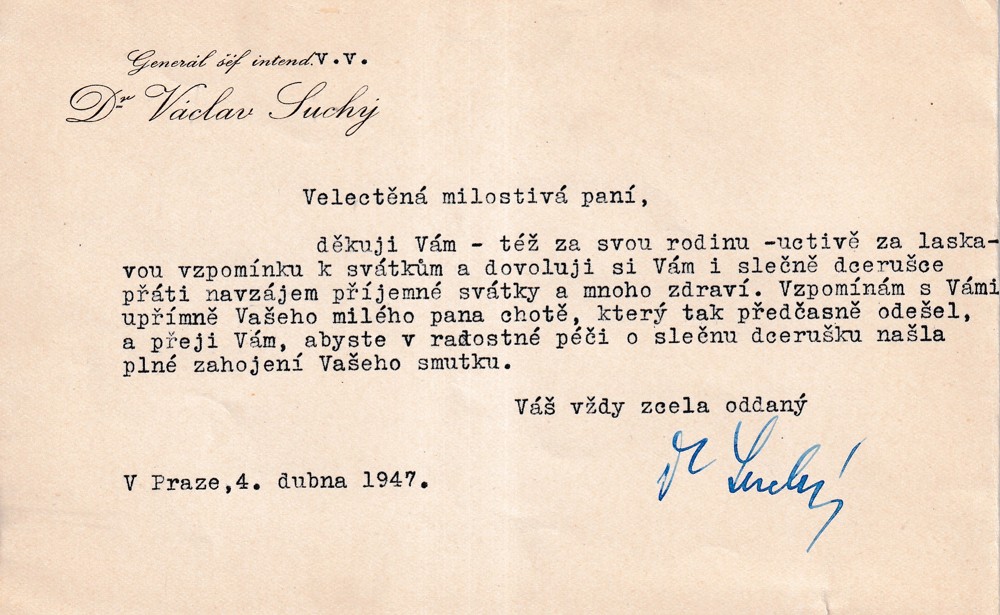 Generál šéf intend.v.v.
Dr Václav Suchý
Velectěná milostivá paní,
děkuji Vám - též za svou rodinu -uctivě za laska-
vou vzpomínku k svátkům a dovoluji si Vám i slečně dcerušce
přáti navzájem příjemné svátky a mnoho zdraví. Vzpomínám s Vámi
upřímně Vašeho milého pana chotě, který tak předčasně odešel,
a přeji Vám, abyste v radostné péči o slečnu dcerušku našla
plné zahojení Vašeho smutku.
Váš vždy zcela oddaný
Dr Suchý
V Praze,4. dubna 1947.